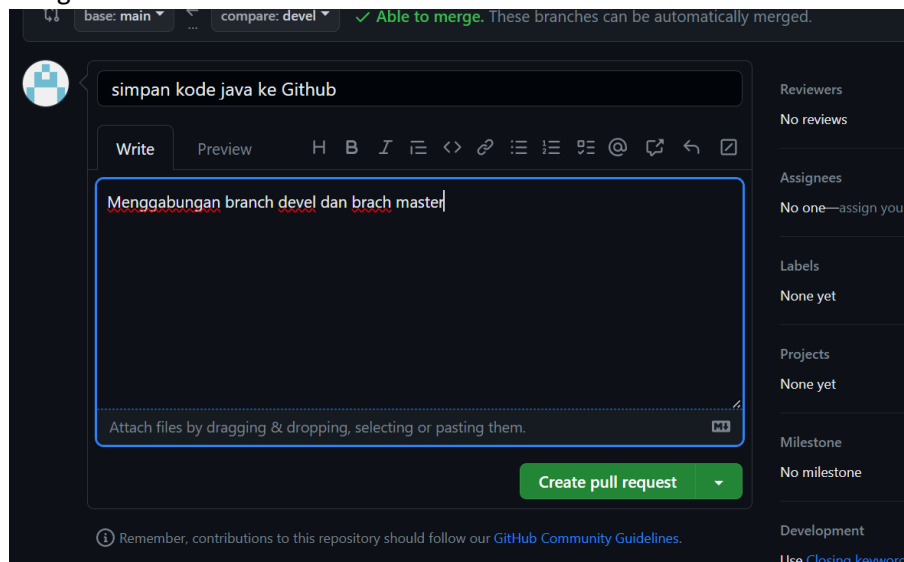 base: main compare: devel Able to merge. These branches can be automatically merged.
simpan kode java ke Github
Write Preview
Menggabungan branch devel dan brach master
Attach files by dragging & dropping, selecting or pasting them.
Create pull request
Remember, contributions to this repository should follow our GitHub Community Guidelines.
Reviewers
No reviews
Assignees
No one—assign you
Labels
None yet
Projects
None yet
Milestone
No milestone
Development
Use Closing keyword